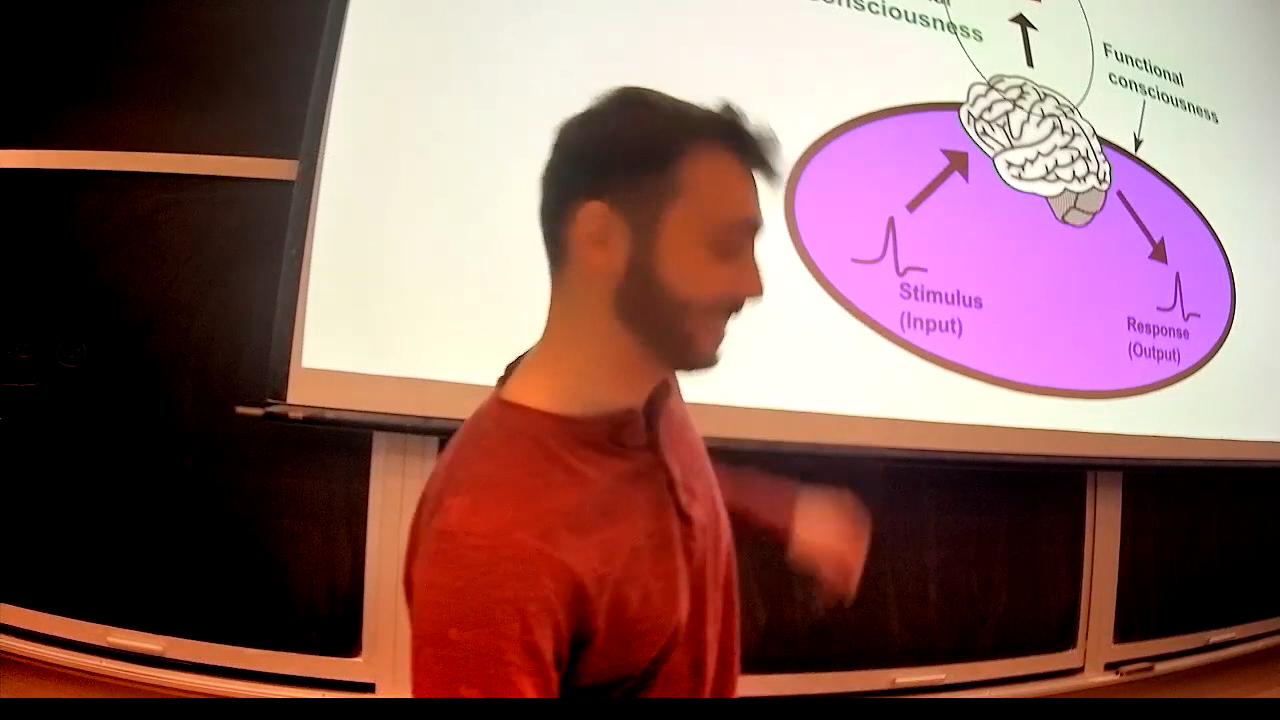 consciousness
Functional
consciousness
Stimulus
(Input)
Response
(Output)